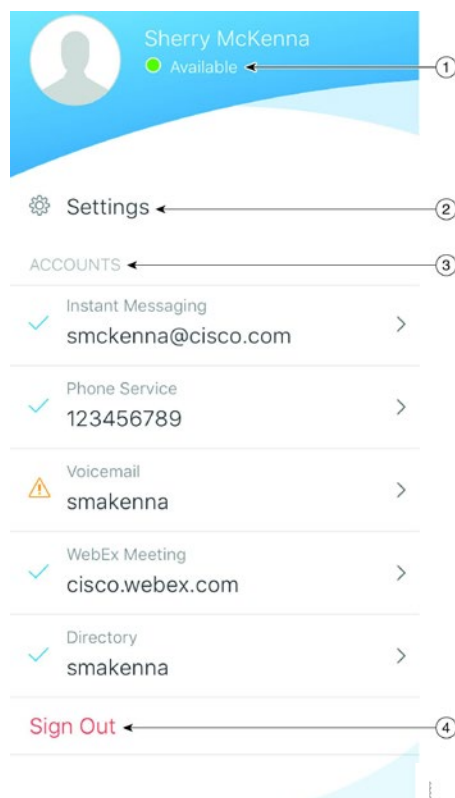 Sherry McKenna
Available
1
Settings
2
ACCOUNTS
3
Instant Messaging
smckenna@cisco.com
Phone Service
123456789
Voicemail
smakenna
WebEx Meeting
cisco.webex.com
Directory
smakenna
Sign Out
4